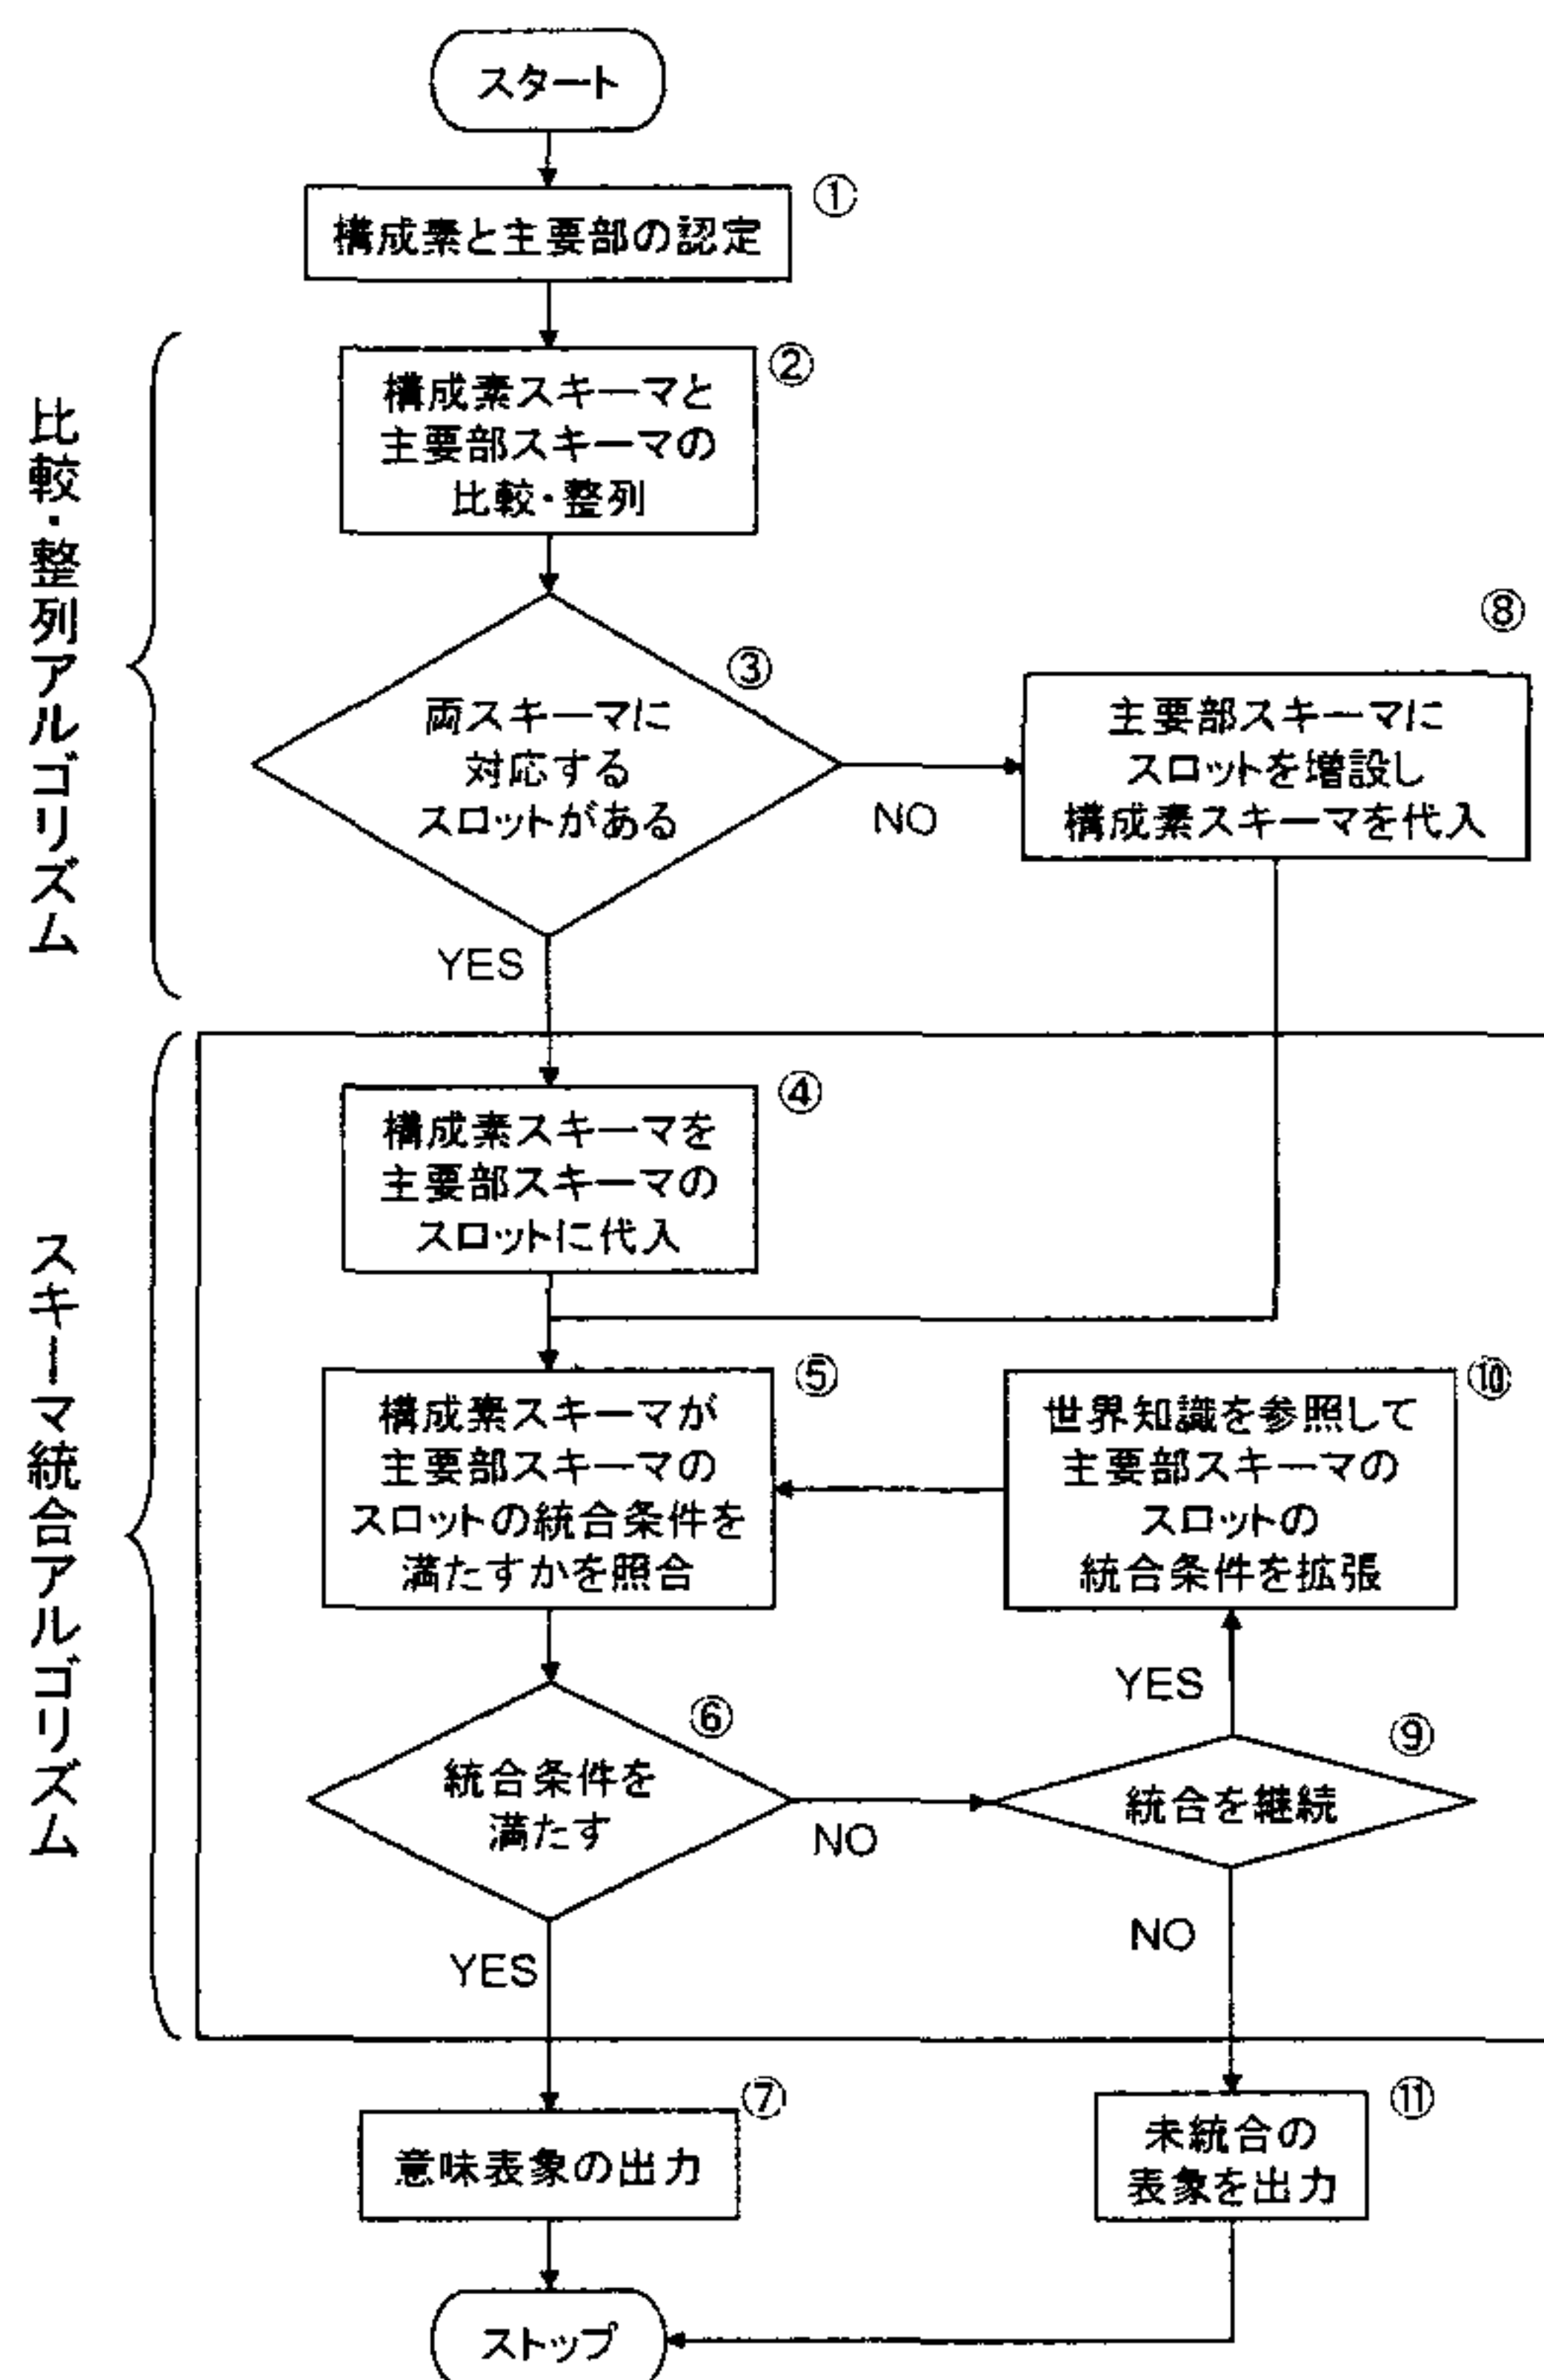 スタート
①
構成素と主要部の認定
比較・整列アルゴリズム
②
構成素スキーマと
主要部スキーマの
比較・整列
③
両スキーマに
対応する
スロットがある
NO
YES
⑧
主要部スキーマに
スロットを増設し
構成素スキーマを代入
スキーマ統合アルゴリズム
④
構成素スキーマを
主要部スキーマの
スロットに代入
⑤
構成素スキーマが
主要部スキーマの
スロットの統合条件を
満たすかを照合
⑩
世界知識を参照して
主要部スキーマの
スロットの
統合条件を拡張
⑥
統合条件を
満たす
NO
YES
⑨
統合を継続
YES
NO
⑦
意味表象の出力
⑪
未統合の
表象を出力
ストップ